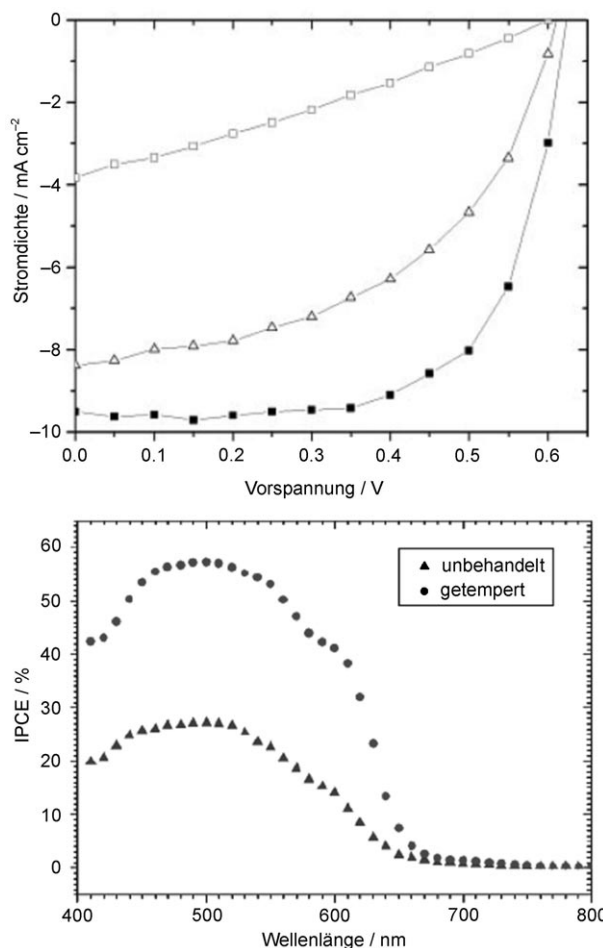 0
–2
–4
–6
–8
–10
Stromdichte / mA cm⁻²
0.0 0.1 0.2 0.3 0.4 0.5 0.6
Vorspannung / V
60
50
40
30
20
10
0
IPCE / %
unbehandelt
getempert
400 500 600 700 800
Wellenlänge / nm